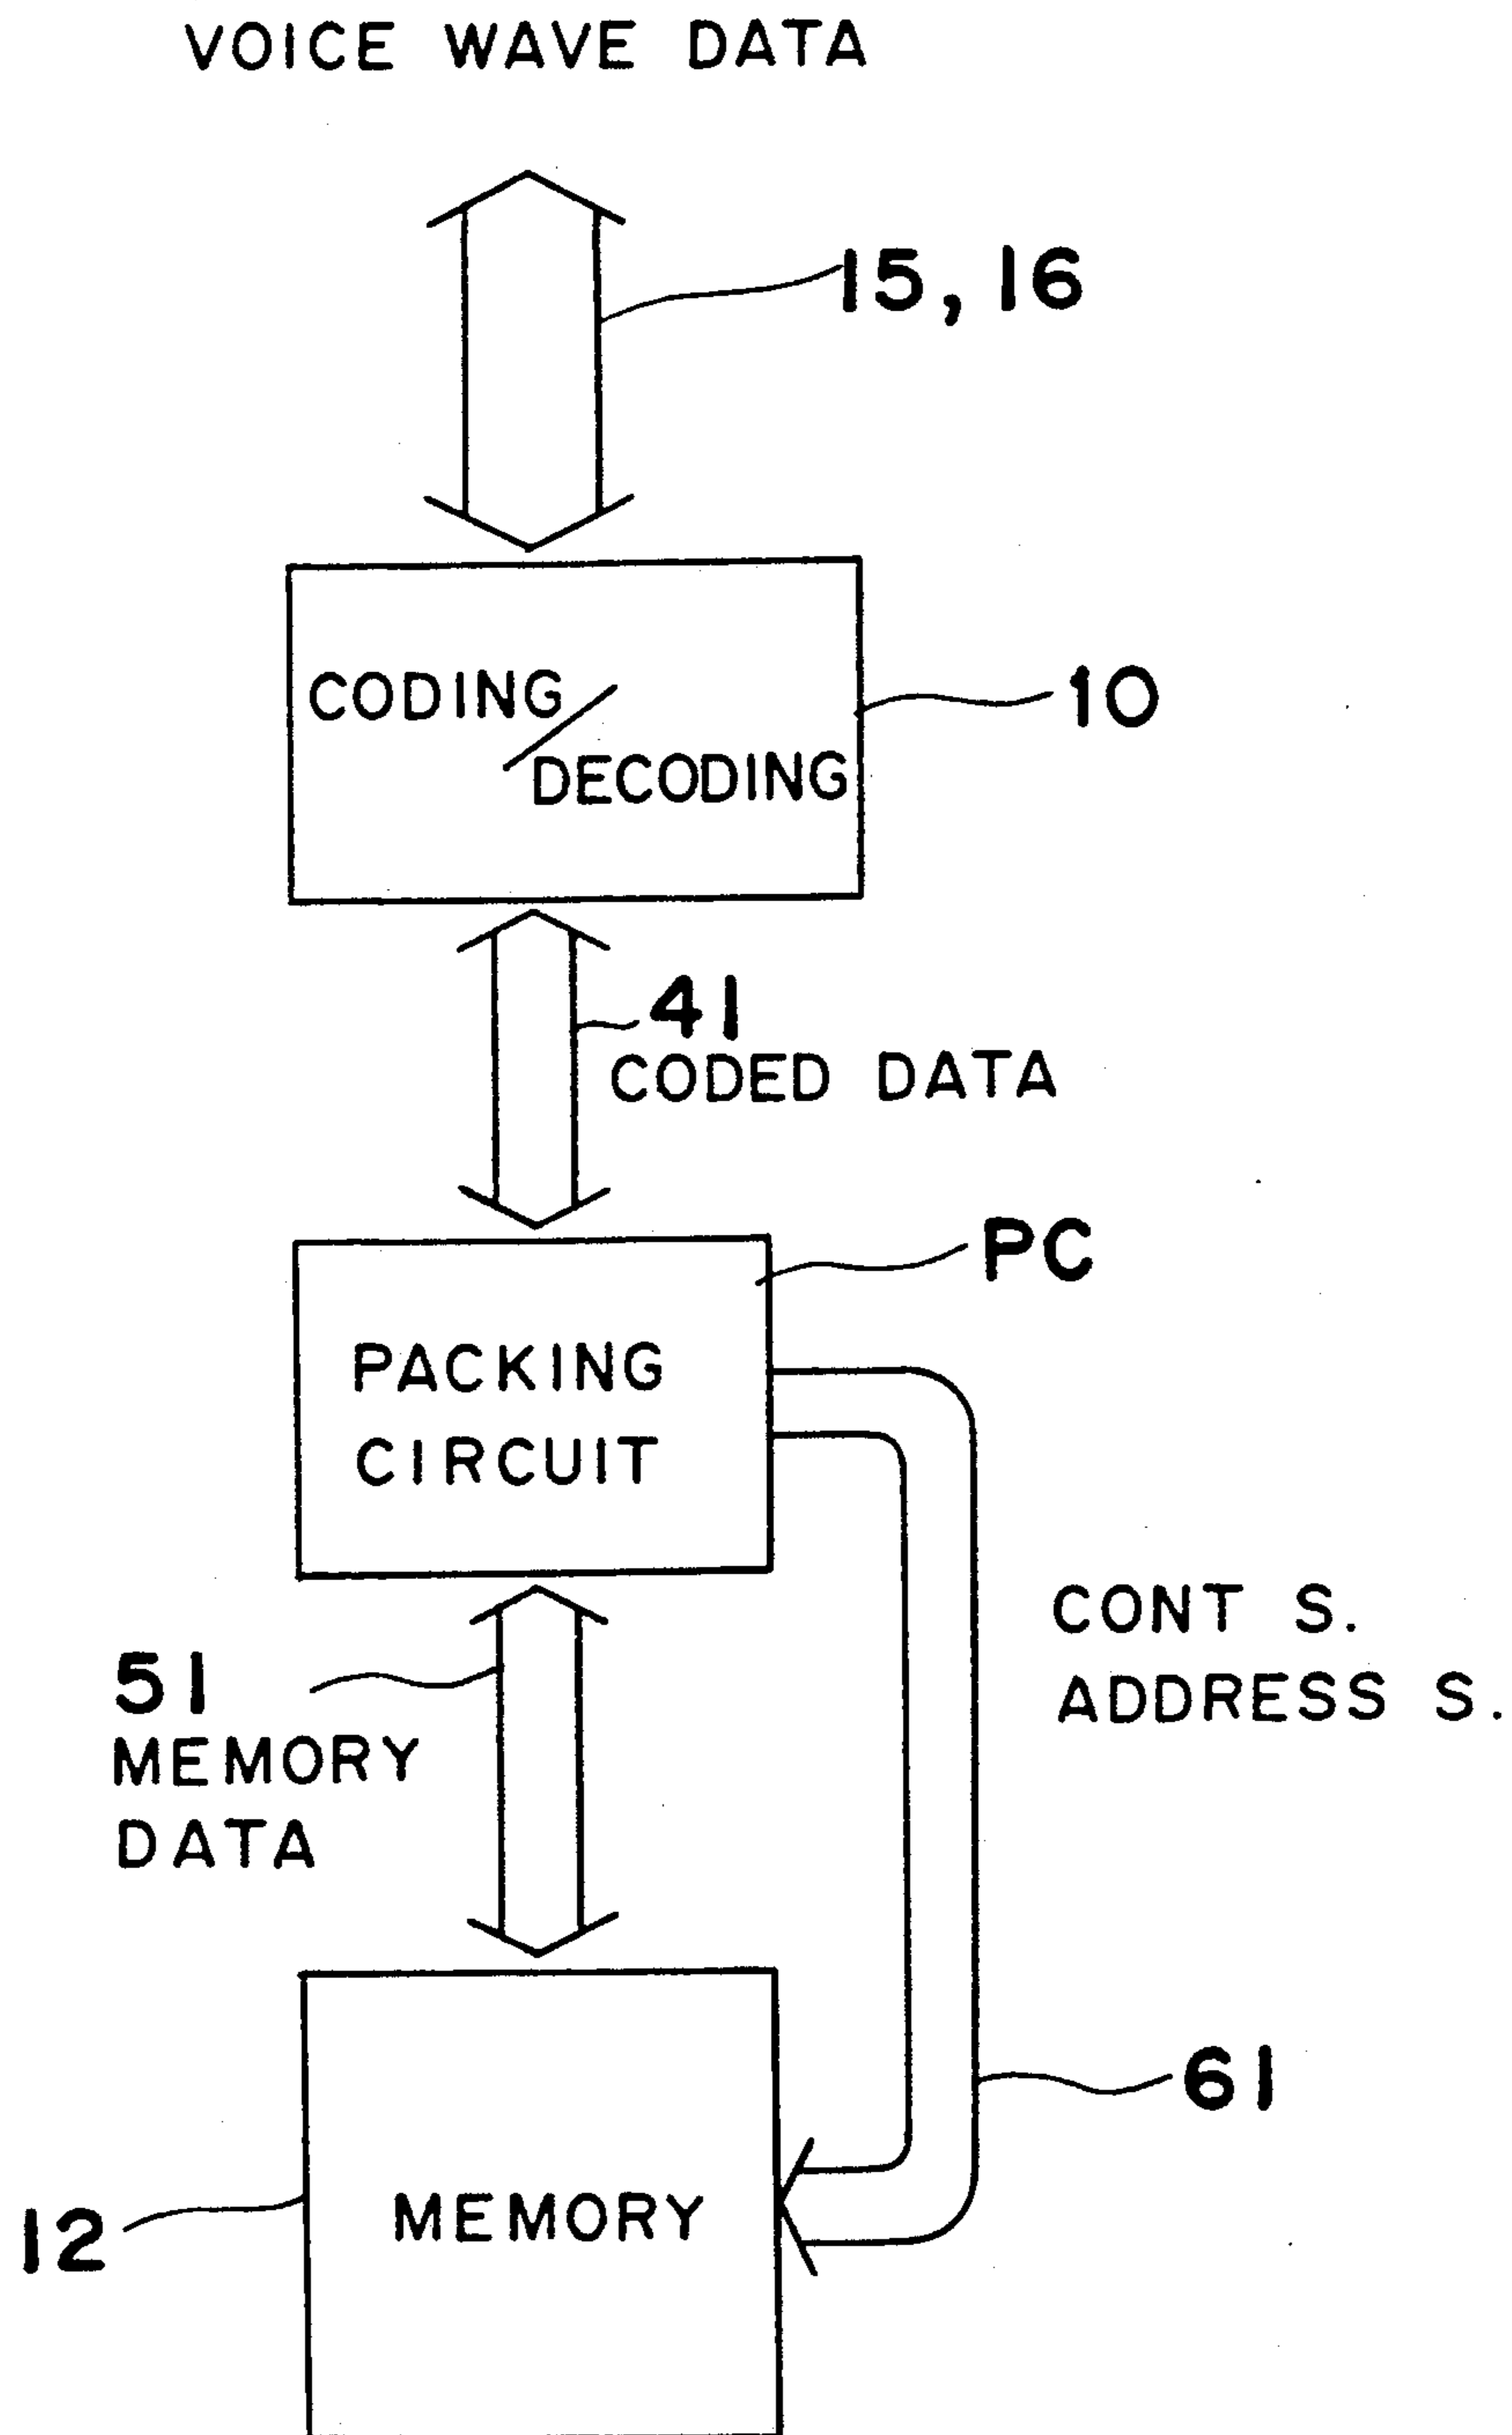 VOICE WAVE DATA
15, 16
CODING/
DECODING
10
41
CODED DATA
PC
PACKING
CIRCUIT
CONT S.
ADDRESS S.
51
MEMORY
DATA
61
MEMORY
12